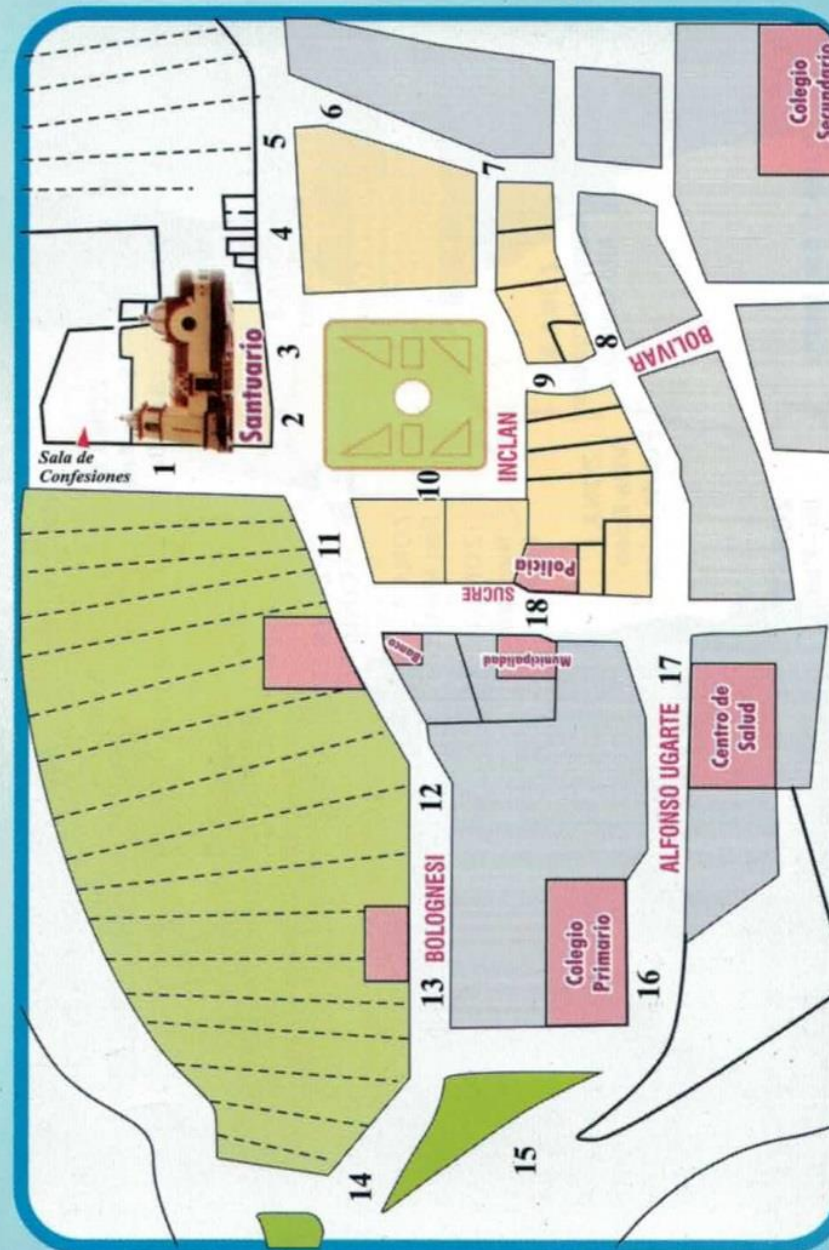 Sala de
Confesiones
Santuario
1
2
3
4
5
6
7
8
9
10
11
12
13
14
15
16
17
18
INCLAN
BOLIVAR
SUCRE
Policia
Banco
Municipalidad
BOLOGNESI
ALFONSO UGARTE
Centro de
Salud
Colegio
Primario
Colegio
Secundario